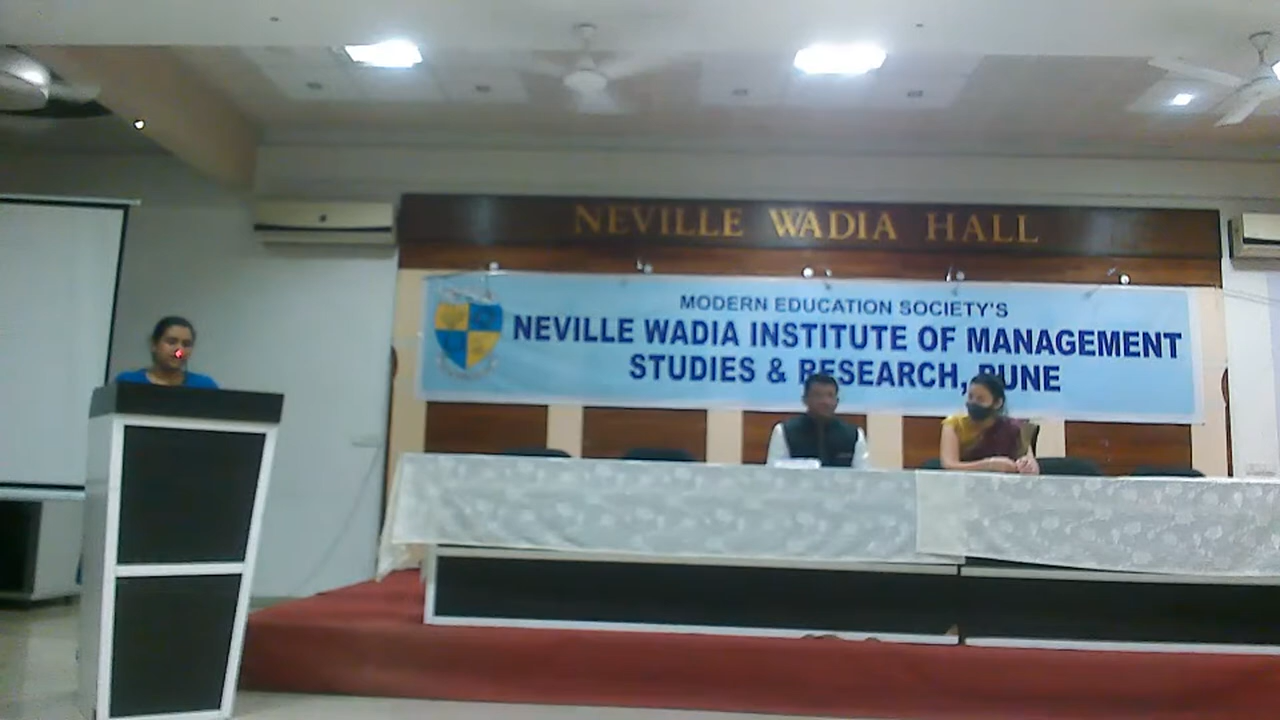 NEVILLE WADIA HALL
MODERN EDUCATION SOCIETY'S
NEVILLE WADIA INSTITUTE OF MANAGEMENT
STUDIES & RESEARCH, PUNE